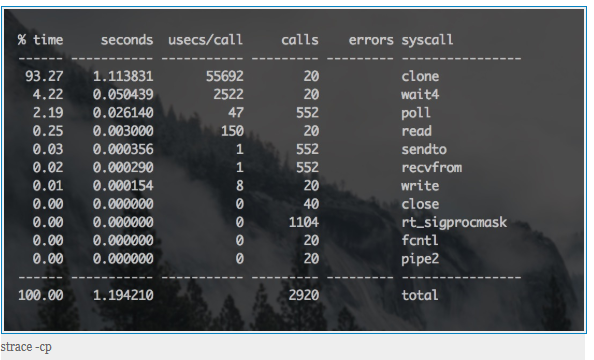 % time     seconds  usecs/call     calls    errors syscall
------ ----------- ----------- --------- --------- ----------------
 93.27    1.113831       55692        20           clone
  4.22    0.050439        2522        20           wait4
  2.19    0.026140          47       552           poll
  0.25    0.003000         150        20           read
  0.03    0.000356           1       552           sendto
  0.02    0.000290           1       552           recvfrom
  0.01    0.000154           8        20           write
  0.00    0.000000           0        40           close
  0.00    0.000000           0      1104           rt_sigprocmask
  0.00    0.000000           0        20           fcntl
  0.00    0.000000           0        20           pipe2
------ ----------- ----------- --------- --------- ----------------
100.00    1.194210                  2920           total
strace -cp